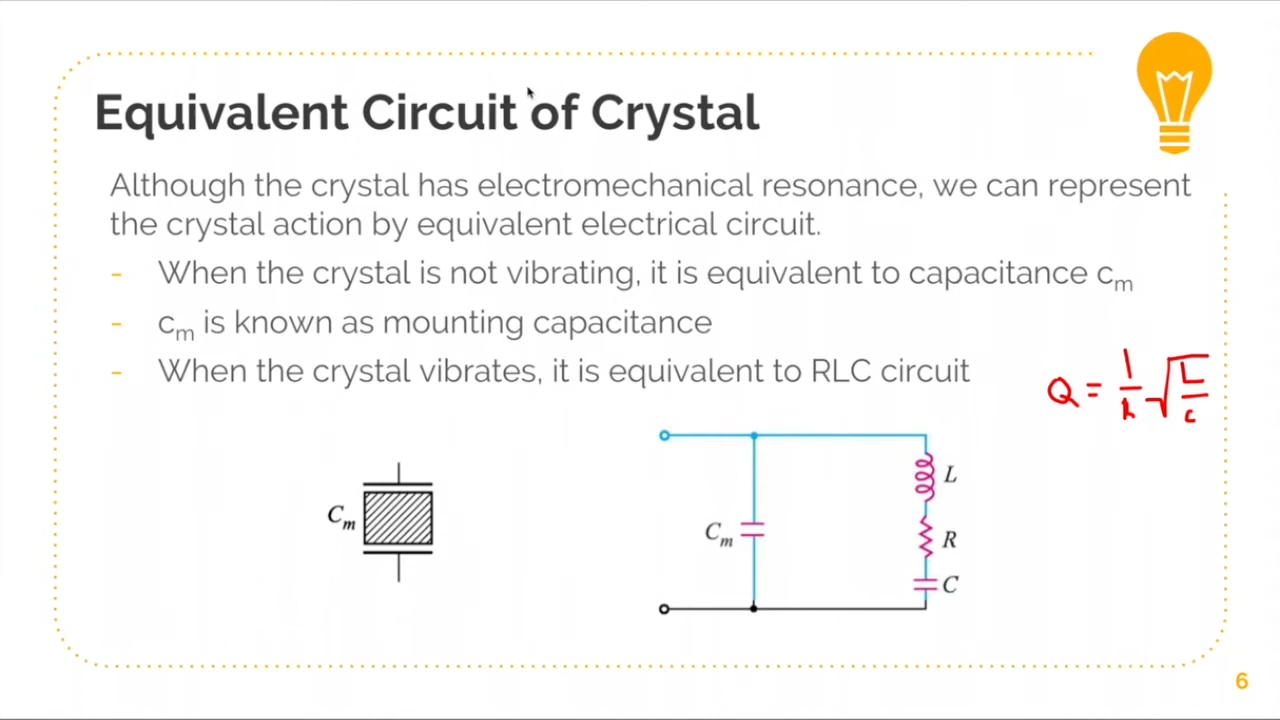 Equivalent Circuit of Crystal
Although the crystal has electromechanical resonance, we can represent
the crystal action by equivalent electrical circuit.
- When the crystal is not vibrating, it is equivalent to capacitance cₘ
- cₘ is known as mounting capacitance
- When the crystal vibrates, it is equivalent to RLC circuit
Q = 1/R √L/C
Cₘ
Cₘ
L
R
C
6